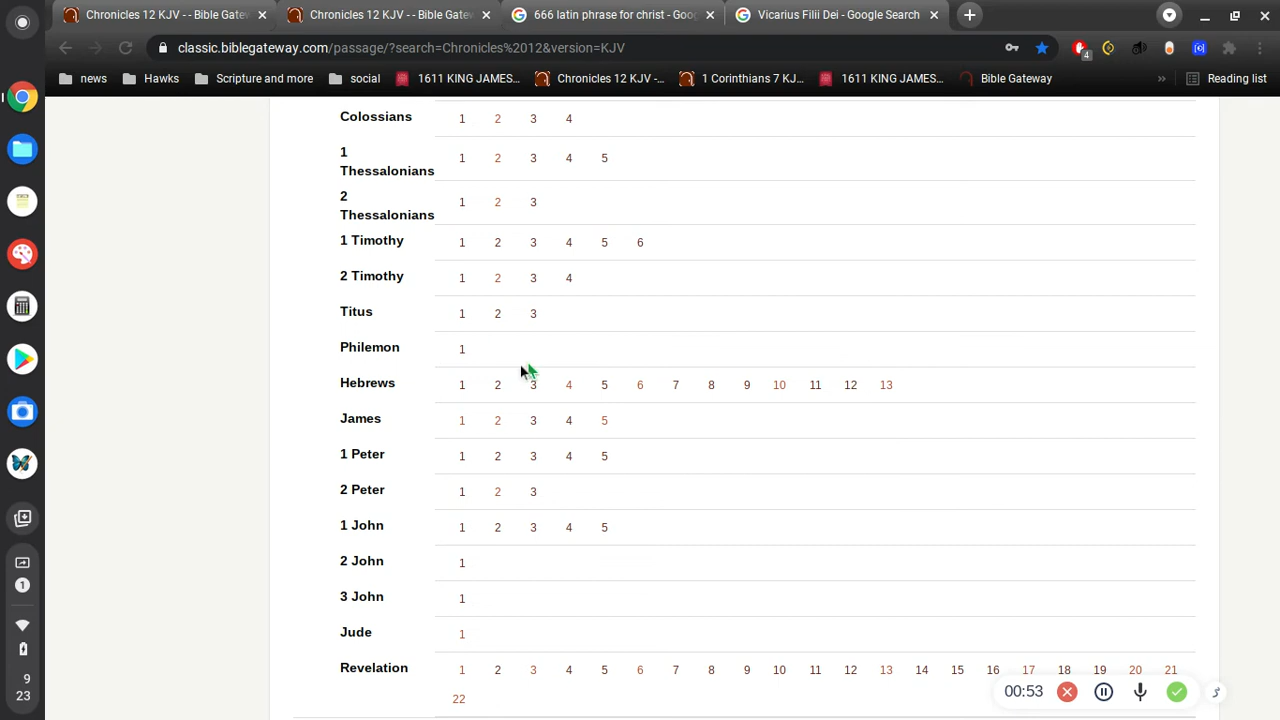 Chronicles 12 KJV - - Bible Gatew
Chronicles 12 KJV - - Bible Gatew
666 latin phrase for christ - Goog
Vicarius Filii Dei - Google Search
classic.biblegateway.com/passage/?search=Chronicles%2012&version=KJV
4
news
Hawks
Scripture and more
social
1611 KING JAMES...
Chronicles 12 KJV -...
1 Corinthians 7 KJ...
1611 KING JAMES...
Bible Gateway
»
Reading list
Colossians 1 2 3 4
1
Thessalonians 1 2 3 4 5
2
Thessalonians 1 2 3
1 Timothy 1 2 3 4 5 6
2 Timothy 1 2 3 4
Titus 1 2 3
Philemon 1
Hebrews 1 2 3 4 5 6 7 8 9 10 11 12 13
James 1 2 3 4 5
1 Peter 1 2 3 4 5
2 Peter 1 2 3
1 John 1 2 3 4 5
2 John 1
3 John 1
Jude 1
Revelation 1 2 3 4 5 6 7 8 9 10 11 12 13 14 15 16 17 18 19 20 21
22
00:53
1
9
23